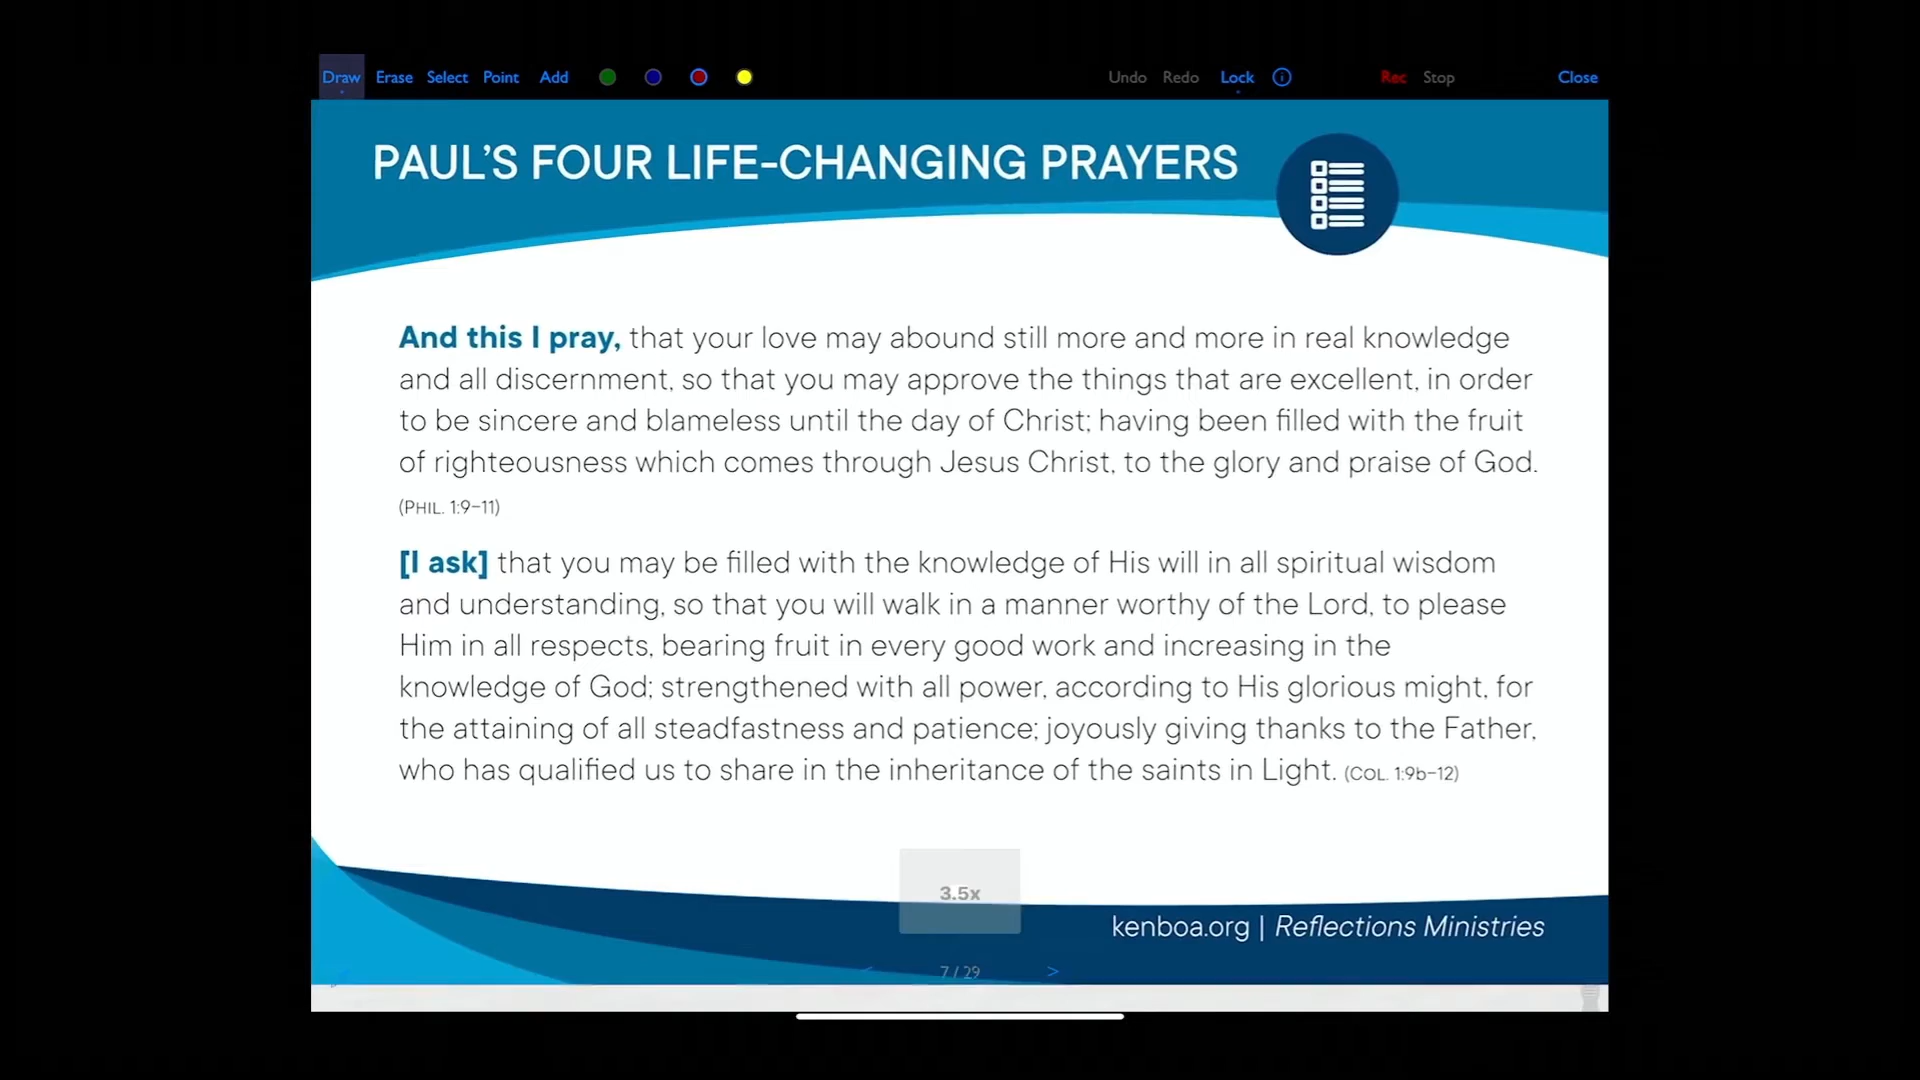 Draw Erase Select Point Add Undo Redo Lock Rec Stop Close
PAUL'S FOUR LIFE-CHANGING PRAYERS
And this I pray, that your love may abound still more and more in real knowledge
and all discernment, so that you may approve the things that are excellent, in order
to be sincere and blameless until the day of Christ; having been filled with the fruit
of righteousness which comes through Jesus Christ, to the glory and praise of God.
(PHIL. 1:9–11)
[I ask] that you may be filled with the knowledge of His will in all spiritual wisdom
and understanding, so that you will walk in a manner worthy of the Lord, to please
Him in all respects, bearing fruit in every good work and increasing in the
knowledge of God; strengthened with all power, according to His glorious might, for
the attaining of all steadfastness and patience; joyously giving thanks to the Father,
who has qualified us to share in the inheritance of the saints in Light. (COL. 1:9b–12)
3.5x
kenboa.org | Reflections Ministries
< 7 / 29 >